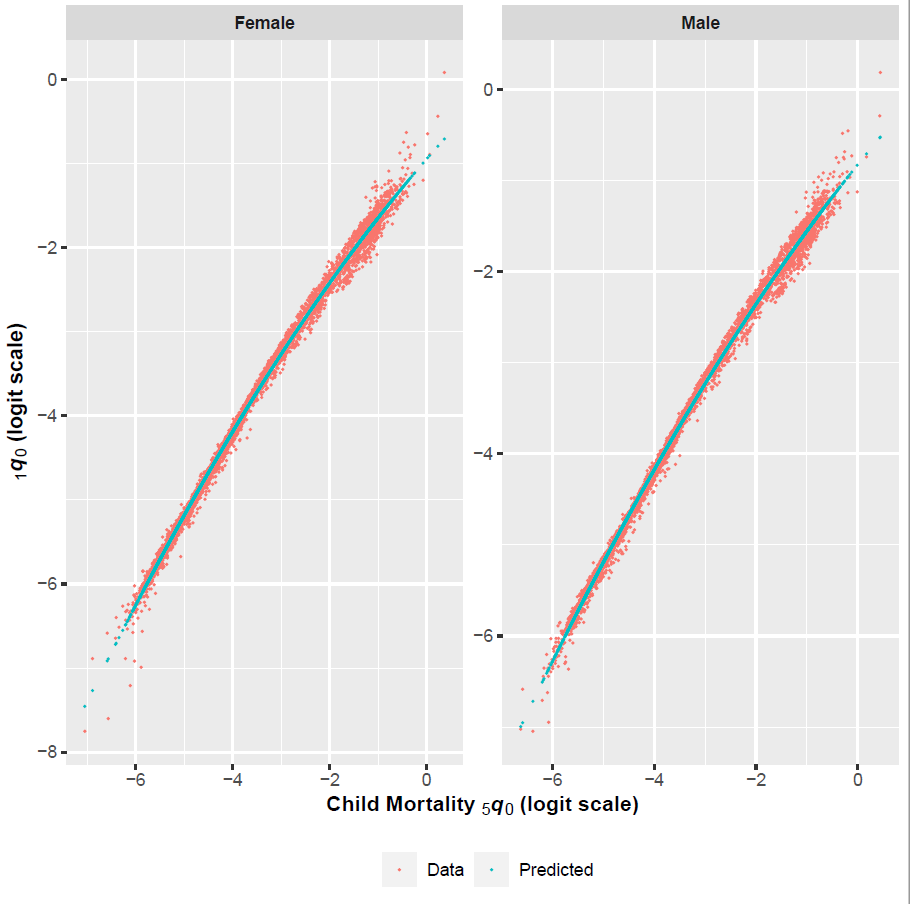 Female Male
0
−2
−4
−6
−8
0
−2
−4
−6
₁q₀ (logit scale)
−6 −4 −2 0 −6 −4 −2 0
Child Mortality ₅q₀ (logit scale)
Data Predicted